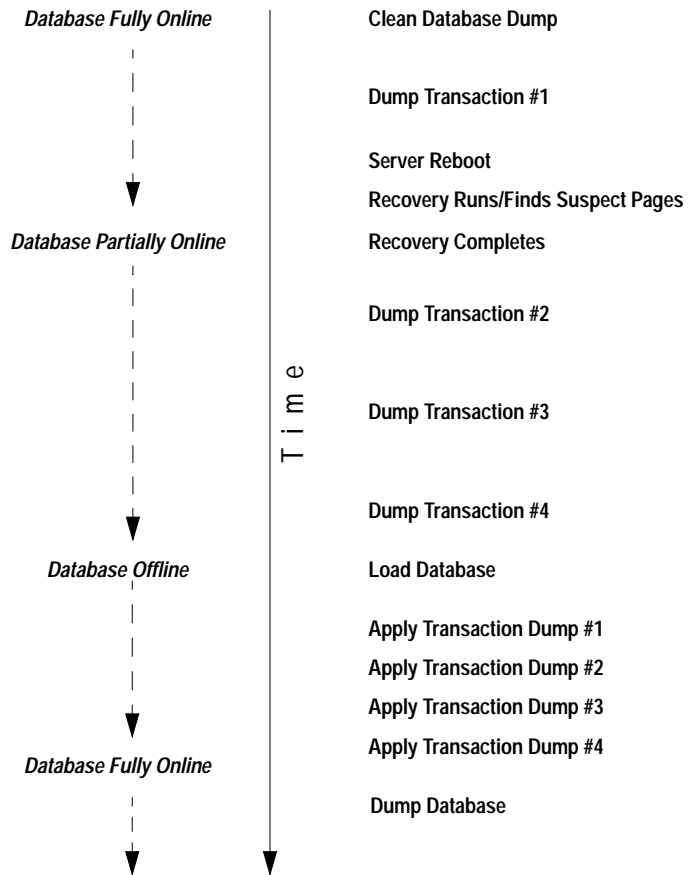 Database Fully Online
Clean Database Dump
Dump Transaction #1
Server Reboot
Recovery Runs/Finds Suspect Pages
Database Partially Online
Recovery Completes
Dump Transaction #2
Time
Dump Transaction #3
Dump Transaction #4
Database Offline
Load Database
Apply Transaction Dump #1
Apply Transaction Dump #2
Apply Transaction Dump #3
Apply Transaction Dump #4
Database Fully Online
Dump Database